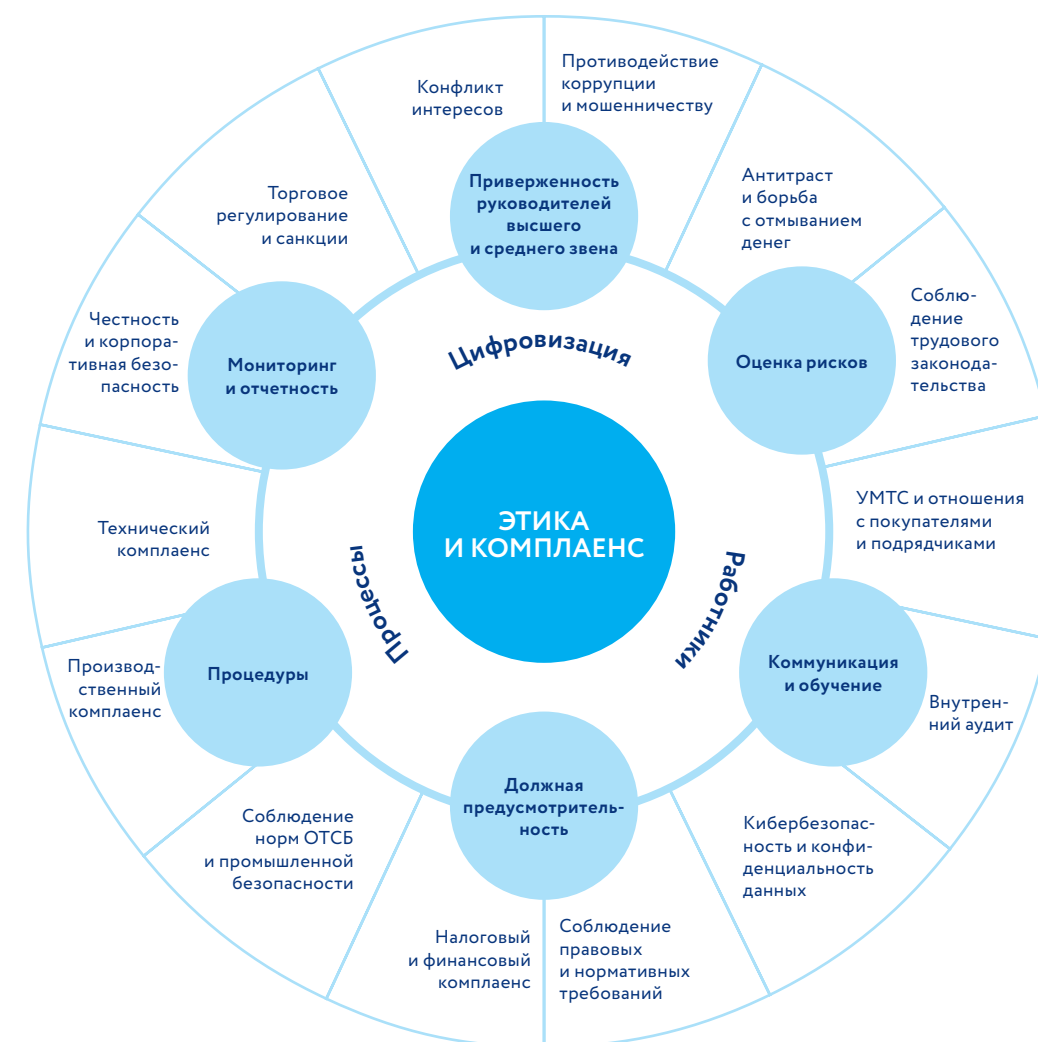 Противодействие
коррупции
и мошенничеству
Конфликт
интересов
Антитраст
и борьба
с отмыванием
денег
Торговое
регулирование
и санкции
Приверженность
руководителей
высшего
и среднего звена
Соблю-
дение
трудового
законода-
тельства
Честность
и корпора-
тивная безо-
пасность
Мониторинг
и отчетность
Цифровизация
Оценка рисков
УМТС и отношения
с покупателями
и подрядчиками
Технический
комплаенс
ЭТИКА
И КОМПЛАЕНС
Процессы
Работники
Производ-
ственный
комплаенс
Процедуры
Коммуникация
и обучение
Внутрен-
ний аудит
Должная
предусмотритель-
ность
Соблюдение
норм ОТСБ
и промышленной
безопасности
Кибербезопас-
ность и конфи-
денциальность
данных
Налоговый
и финансовый
комплаенс
Соблюдение
правовых
и нормативных
требований